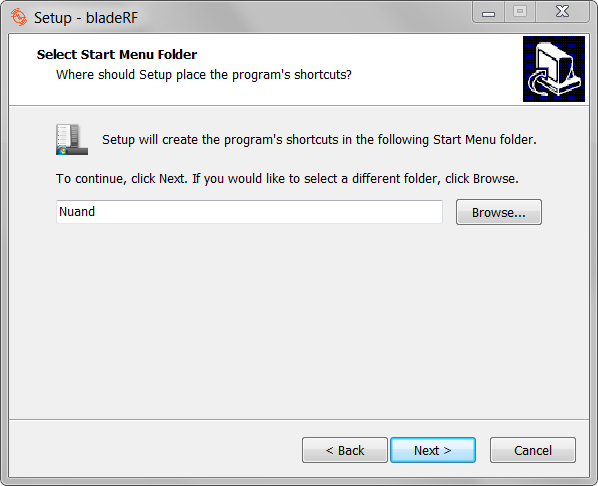 Setup - bladeRF
Select Start Menu Folder
Where should Setup place the program's shortcuts?
Setup will create the program's shortcuts in the following Start Menu folder.
To continue, click Next. If you would like to select a different folder, click Browse.
Nuand
Browse...
< Back
Next >
Cancel